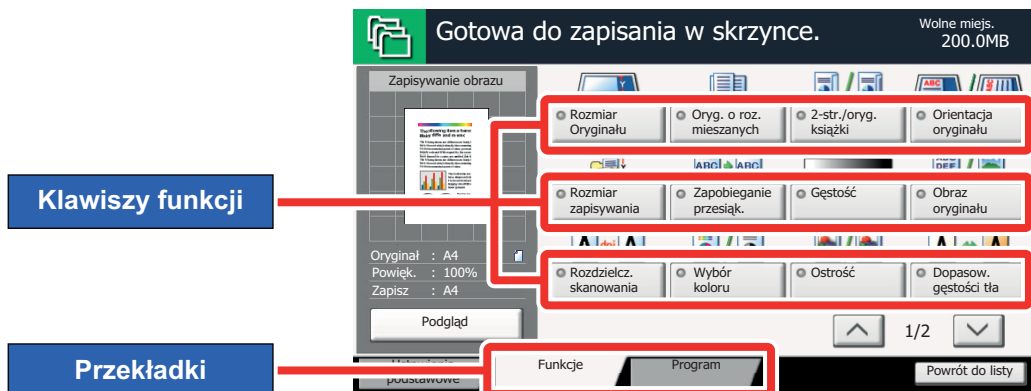 Gotowa do zapisania w skrzynce.
Wolne miejs.
200.0MB
Zapisywanie obrazu
Rozmiar
Oryginału
Oryg. o roz.
mieszanych
2-str./oryg.
książki
Orientacja
oryginału
Klawiszy funkcji
Rozmiar
zapisywania
Zapobieganie
przesiąk.
Gęstość
Obraz
oryginału
Oryginał : A4
Powięk. : 100%
Zapisz : A4
Rozdzielcz.
skanowania
Wybór
koloru
Ostrość
Dopasow.
gęstości tła
Podgląd
1/2
Przekładki
podstawowe
Funkcje
Program
Powrót do listy